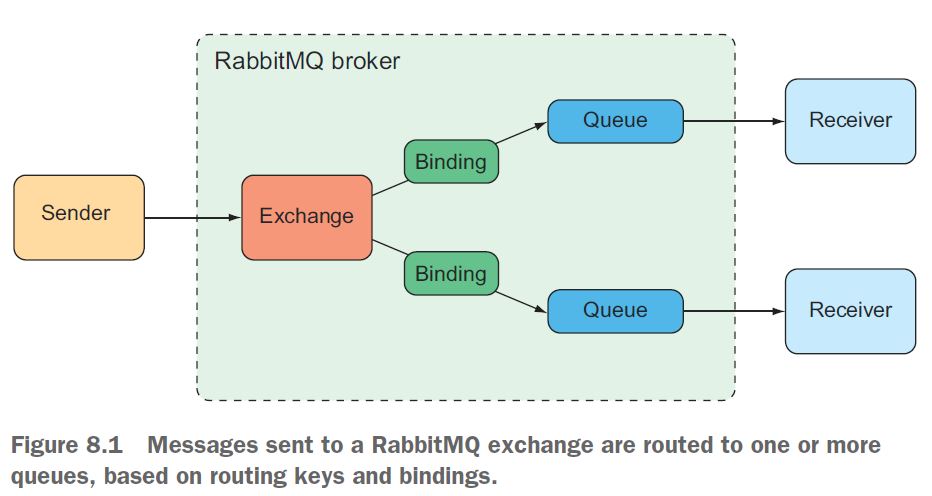 RabbitMQ broker
Sender
Exchange
Binding
Binding
Queue
Queue
Receiver
Receiver
Figure 8.1 Messages sent to a RabbitMQ exchange are routed to one or more
queues, based on routing keys and bindings.